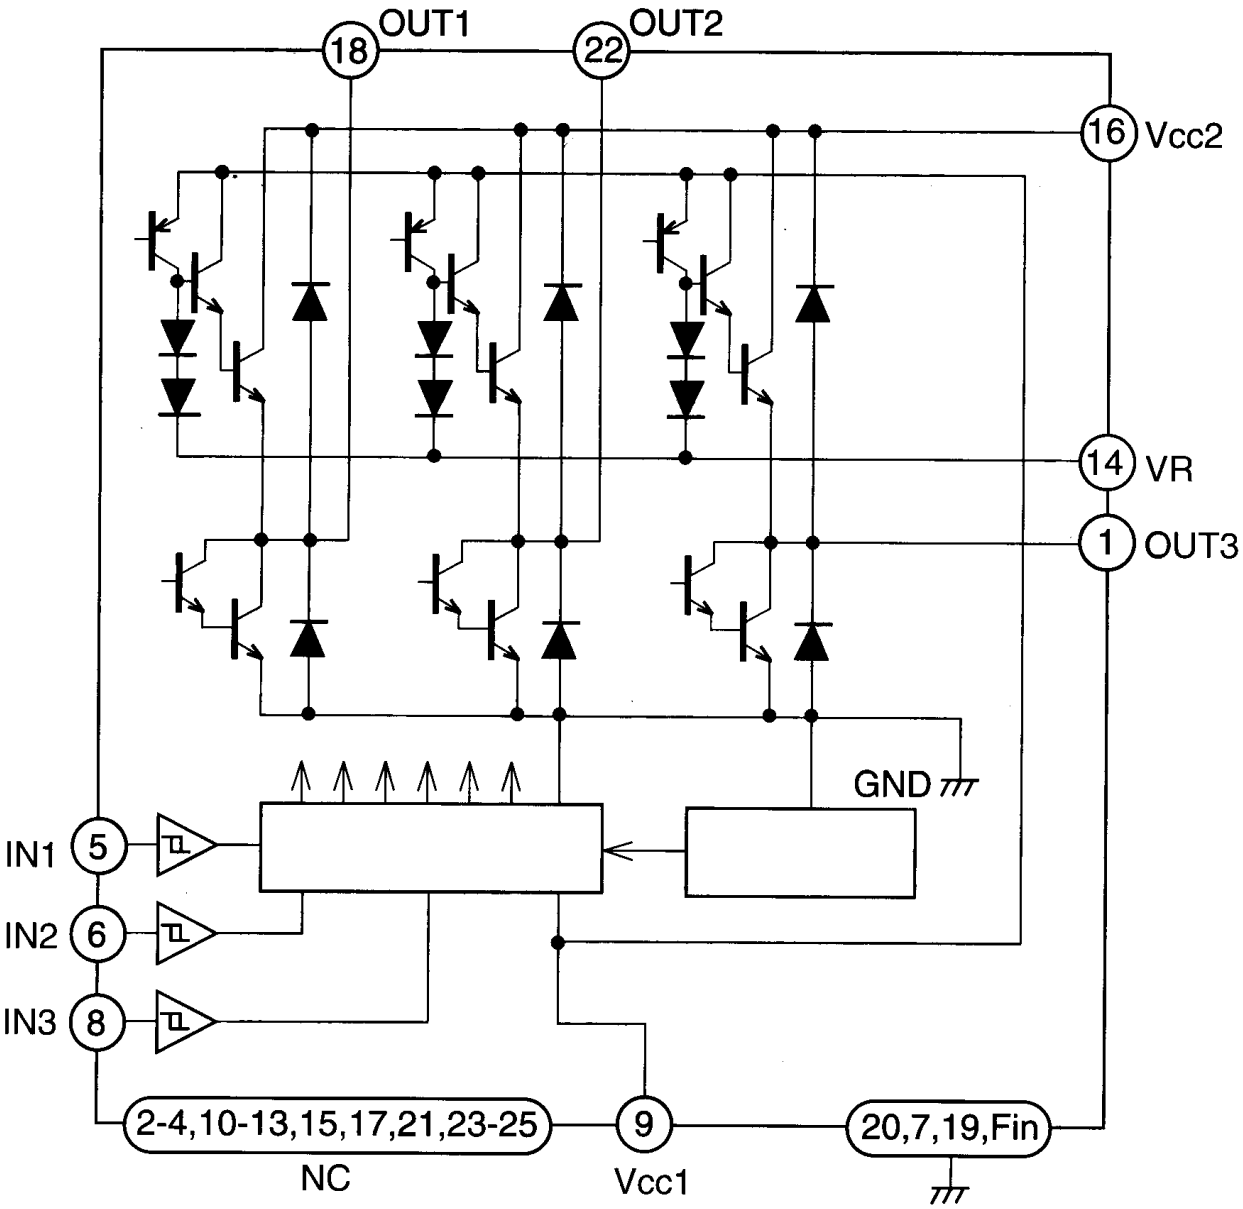 OUT1
OUT2
18
22
16
Vcc2
14
VR
1
OUT3
GND
IN1
5
IN2
6
IN3
8
2-4,10-13,15,17,21,23-25
9
20,7,19,Fin
NC
Vcc1